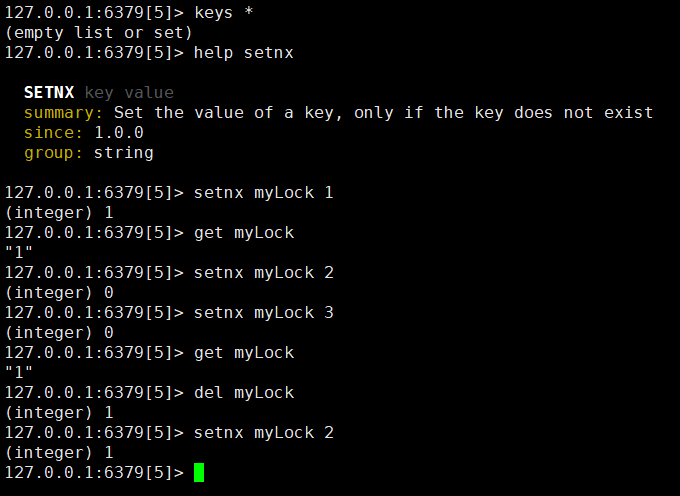 127.0.0.1:6379[5]> keys *
(empty list or set)
127.0.0.1:6379[5]> help setnx
SETNX key value
summary: Set the value of a key, only if the key does not exist
since: 1.0.0
group: string
127.0.0.1:6379[5]> setnx myLock 1
(integer) 1
127.0.0.1:6379[5]> get myLock
"1"
127.0.0.1:6379[5]> setnx myLock 2
(integer) 0
127.0.0.1:6379[5]> setnx myLock 3
(integer) 0
127.0.0.1:6379[5]> get myLock
"1"
127.0.0.1:6379[5]> del myLock
(integer) 1
127.0.0.1:6379[5]> setnx myLock 2
(integer) 1
127.0.0.1:6379[5]>